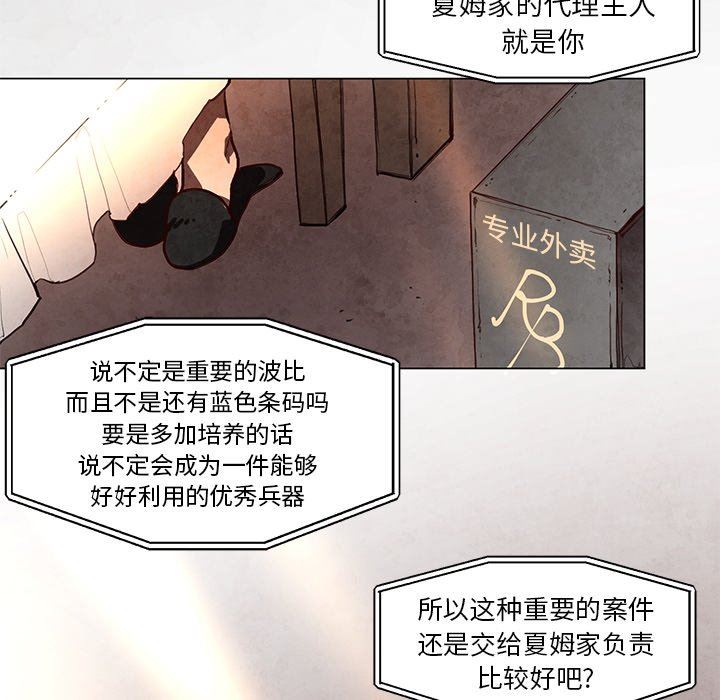 夏姆家的代理主人
就是你
专业外卖
RB
说不定是重要的波比
而且不是还有蓝色条码吗
要是多加培养的话
说不定会成为一件能够
好好利用的优秀兵器
所以这种重要的案件
还是交给夏姆家负责
比较好吧?